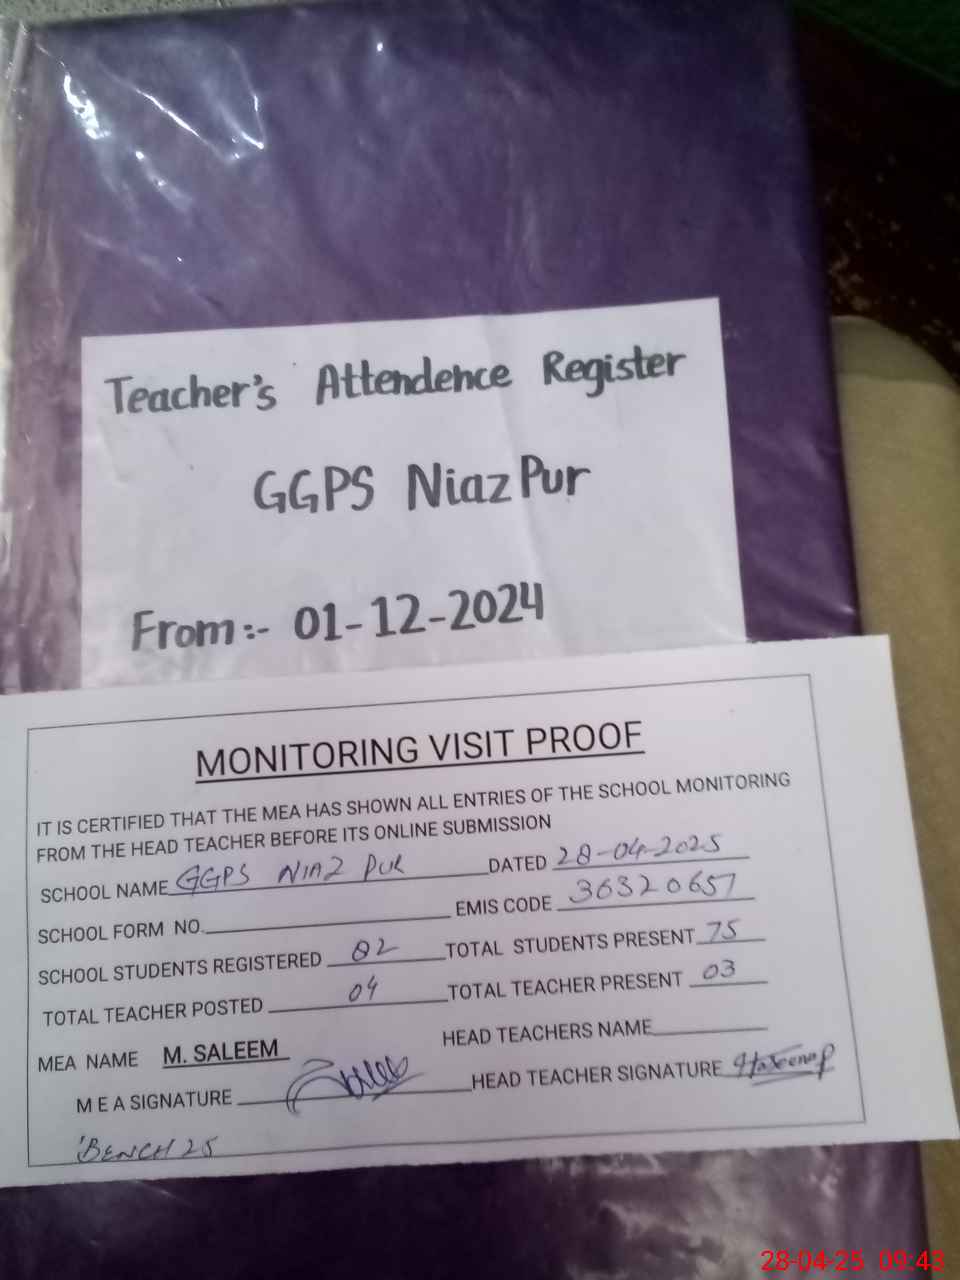 Teacher's Attendence Register
GGPS Niaz Pur
From:- 01-12-2024
MONITORING VISIT PROOF
IT IS CERTIFIED THAT THE MEA HAS SHOWN ALL ENTRIES OF THE SCHOOL MONITORING
FROM THE HEAD TEACHER BEFORE ITS ONLINE SUBMISSION
SCHOOL NAME GGPS NIAZ PUR DATED 28-04-2025
SCHOOL FORM NO. EMIS CODE 36320657
SCHOOL STUDENTS REGISTERED 82 TOTAL STUDENTS PRESENT 75
TOTAL TEACHER POSTED 04 TOTAL TEACHER PRESENT 03
MEA NAME M. SALEEM HEAD TEACHERS NAME
M E A SIGNATURE HEAD TEACHER SIGNATURE
BENCH 25
28-04-25 09:43